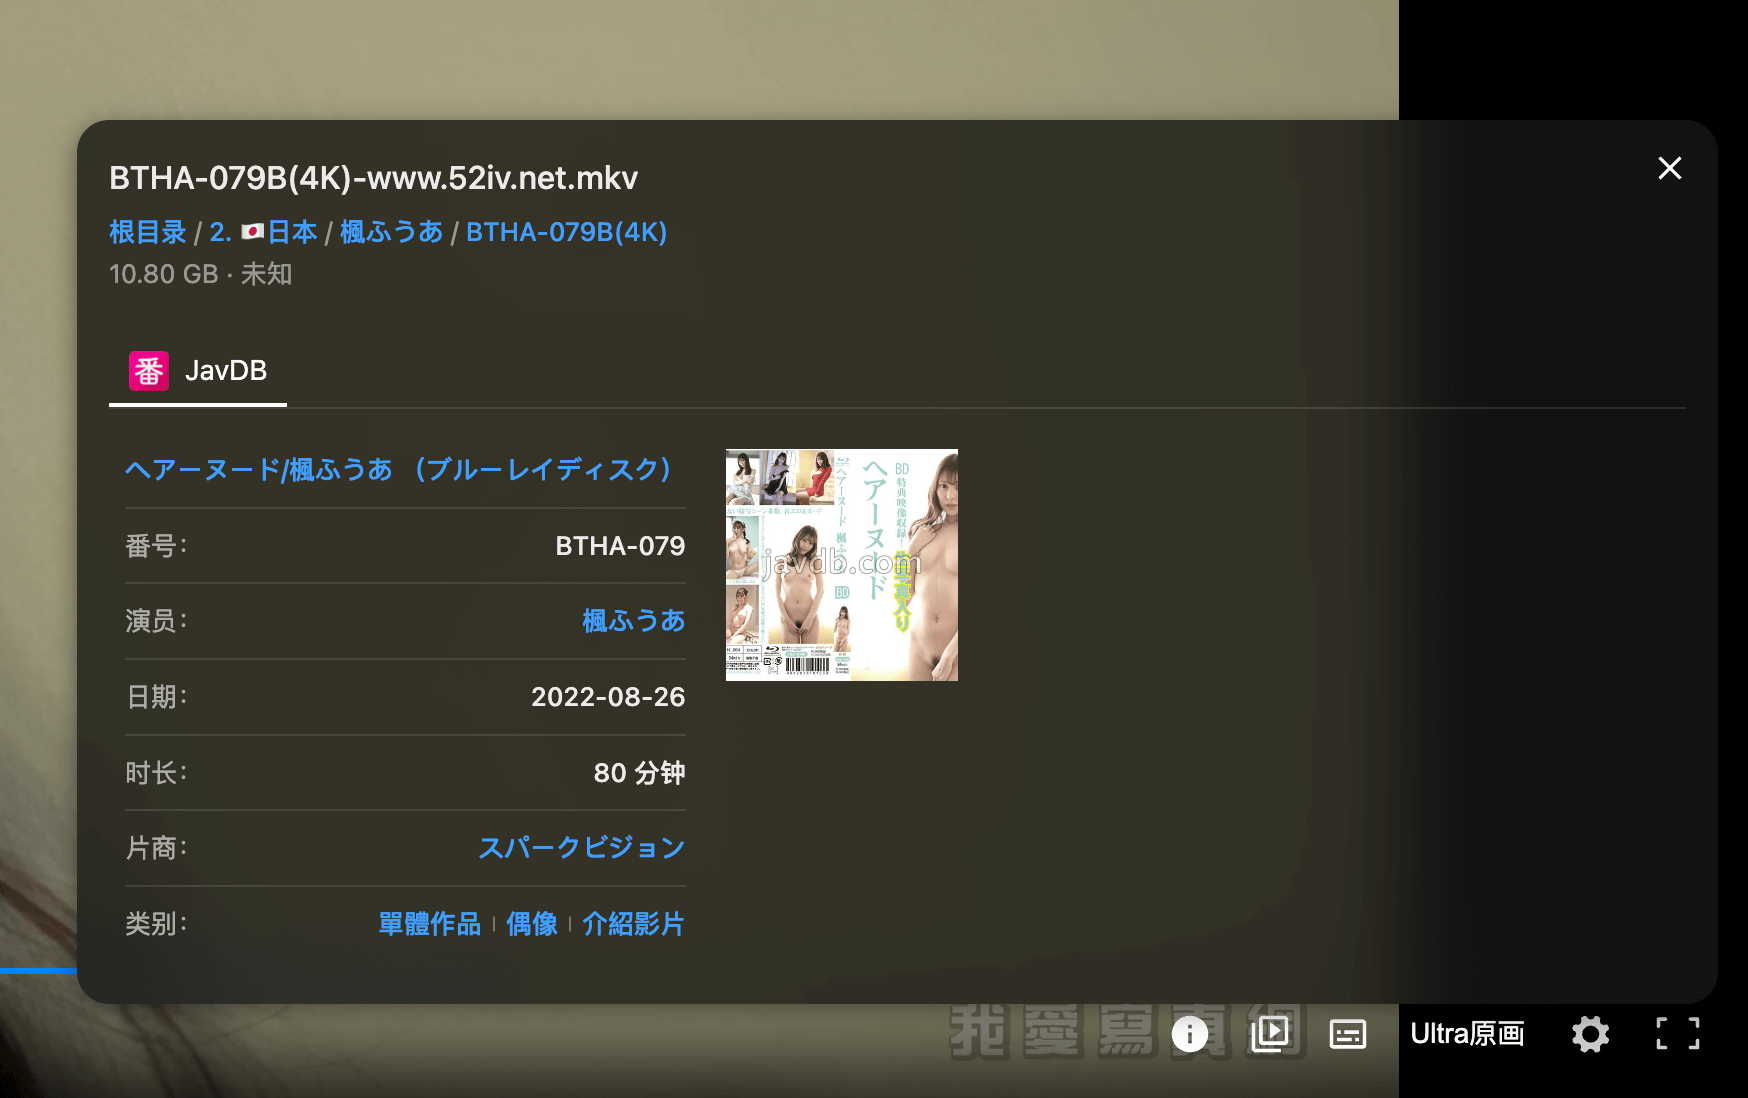 BTHA-079B(4K)-www.52iv.net.mkv
根目录 / 2. 🇯🇵日本 / 楓ふうあ / BTHA-079B(4K)
10.80 GB · 未知
番 JavDB
ヘアーヌード/楓ふうあ （ブルーレイディスク）
番号: BTHA-079
演员: 楓ふうあ
日期: 2022-08-26
时长: 80 分钟
片商: スパークビジョン
类别: 單體作品 | 偶像 | 介紹影片
BD
特典映像収録!
ヘアーヌード
ヘアーヌード 楓ふうあ
BD
javdb.com
我愛寫真網
Ultra原画